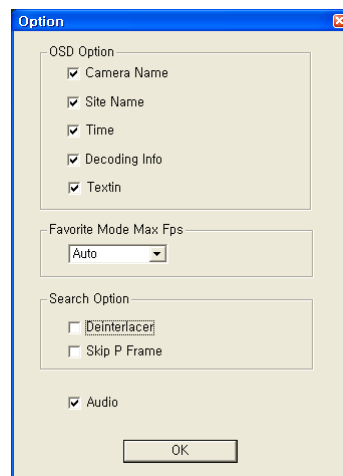 Option
OSD Option
Camera Name
Site Name
Time
Decoding Info
Textin
Favorite Mode Max Fps
Auto
Search Option
Deinterlacer
Skip P Frame
Audio
OK